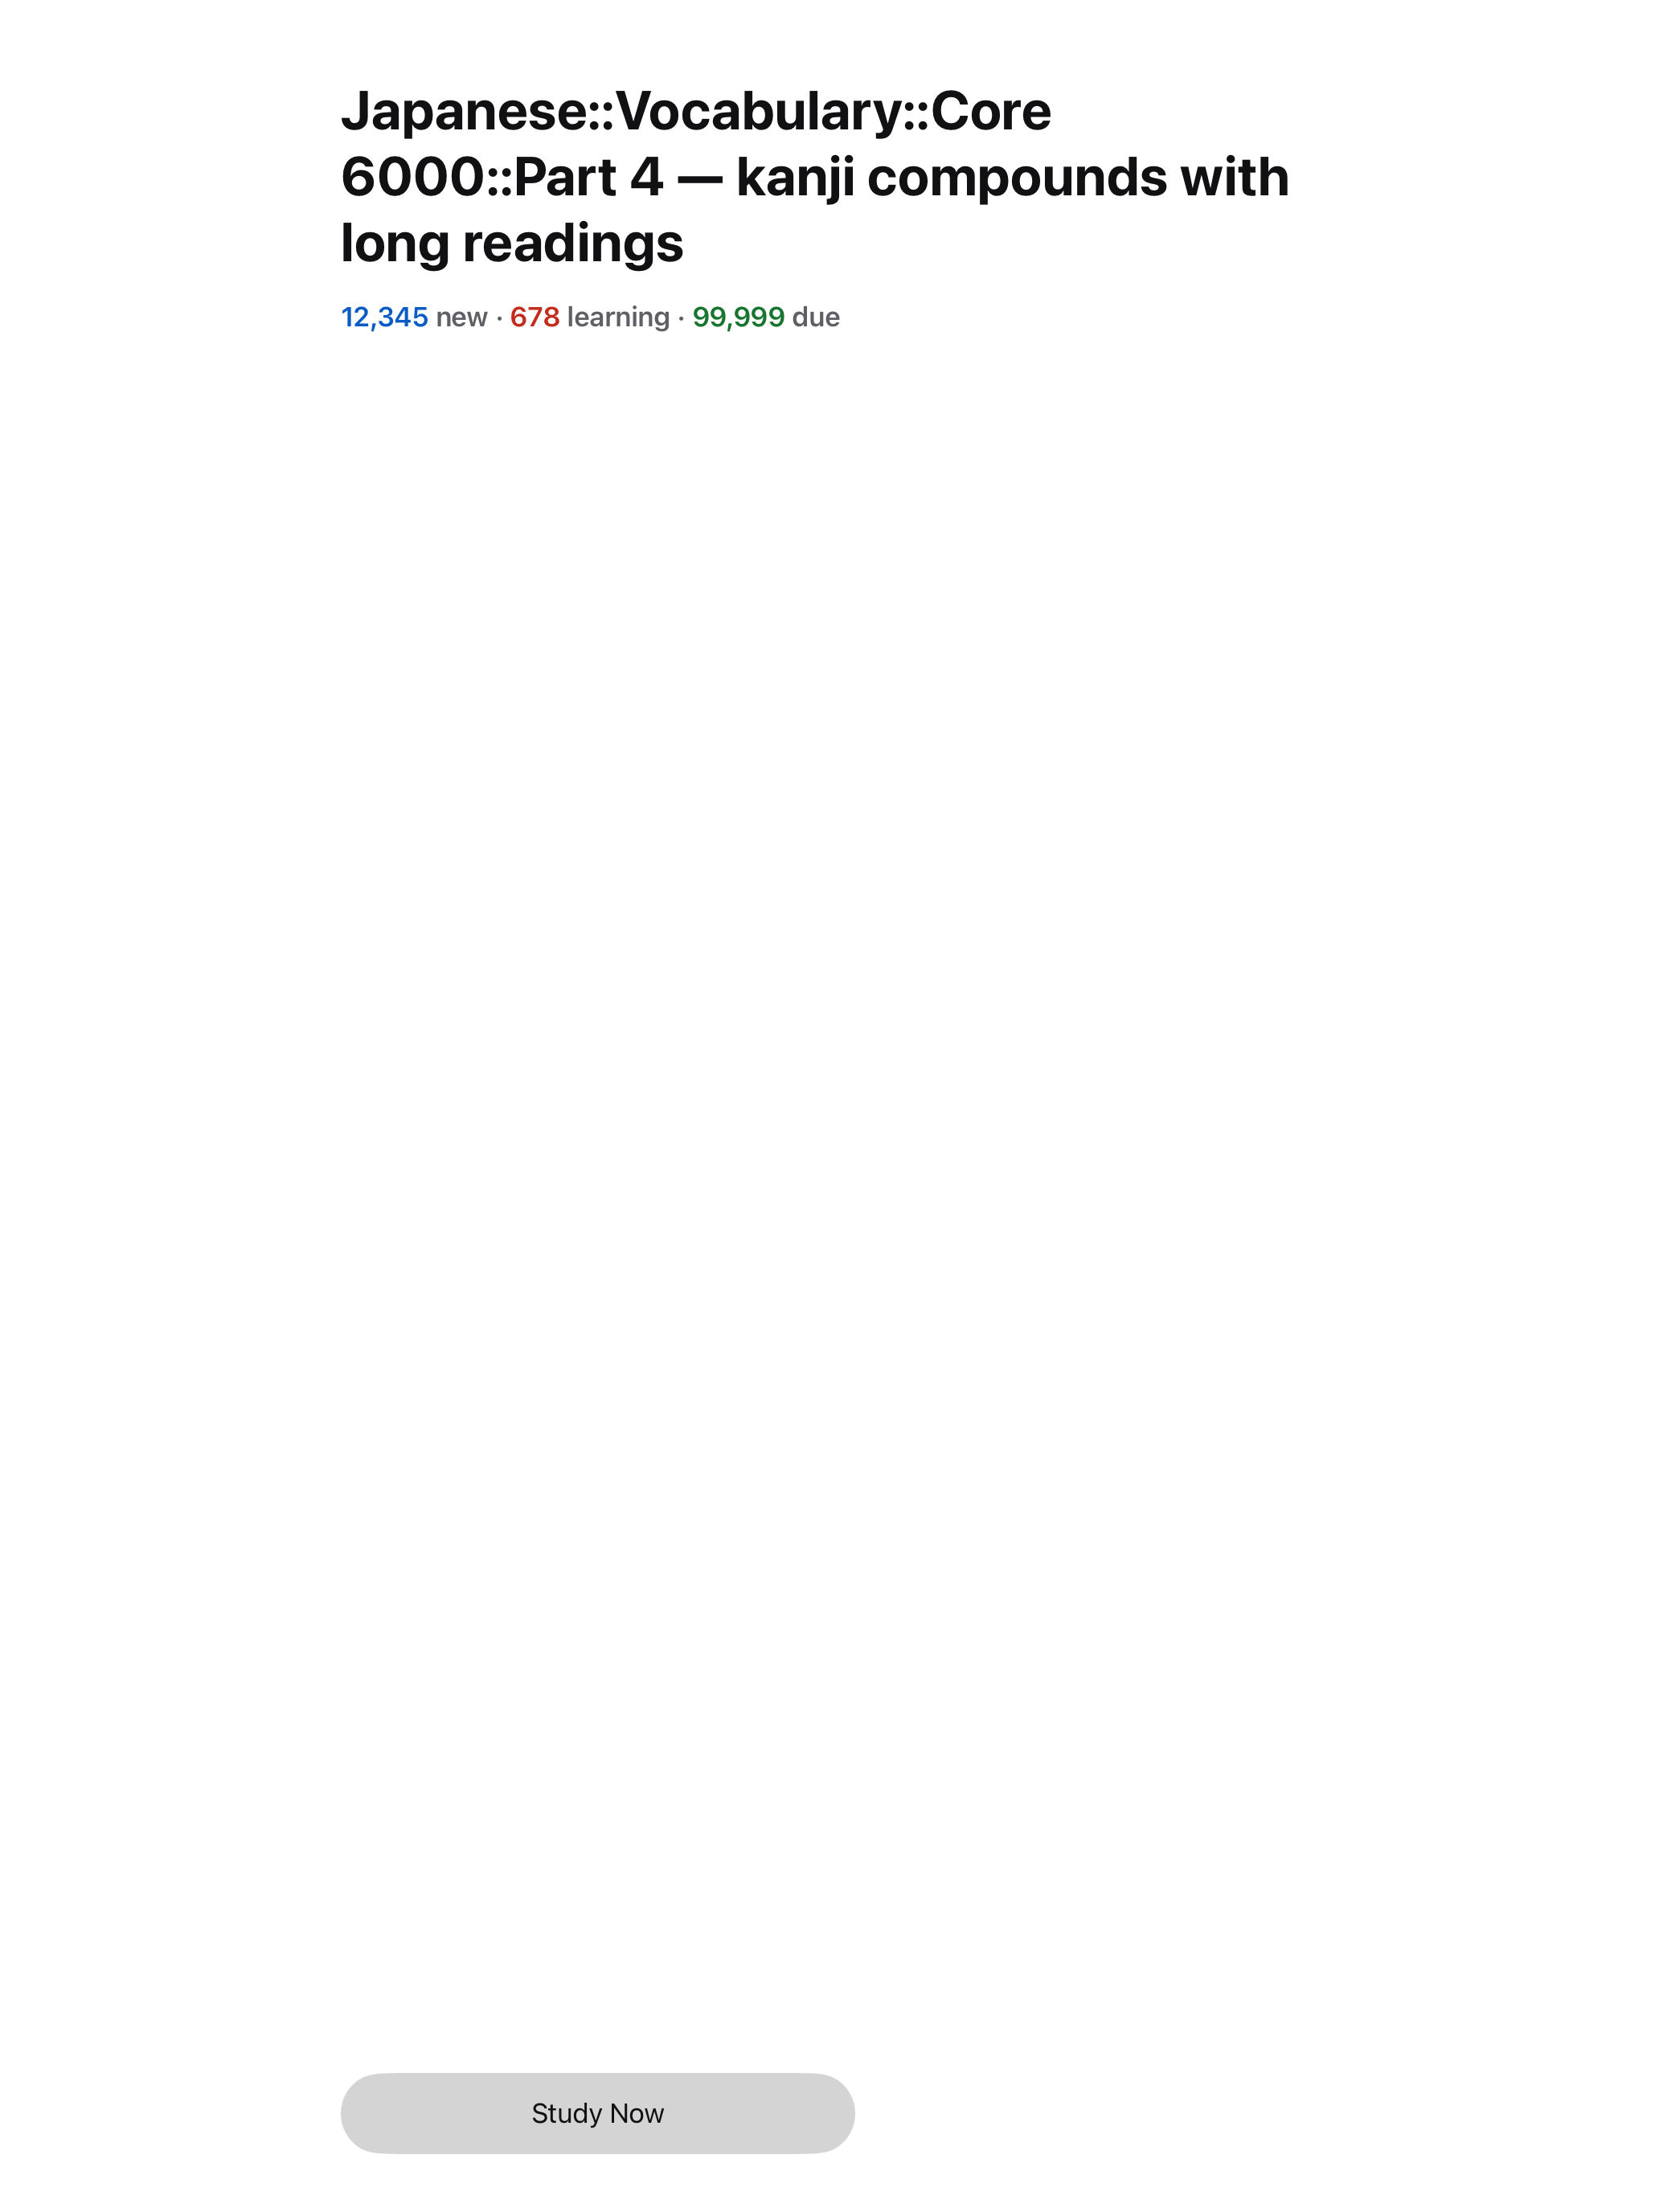 Japanese::Vocabulary::Core
6000::Part 4 — kanji compounds with
long readings
12,345 new · 678 learning · 99,999 due
Study Now